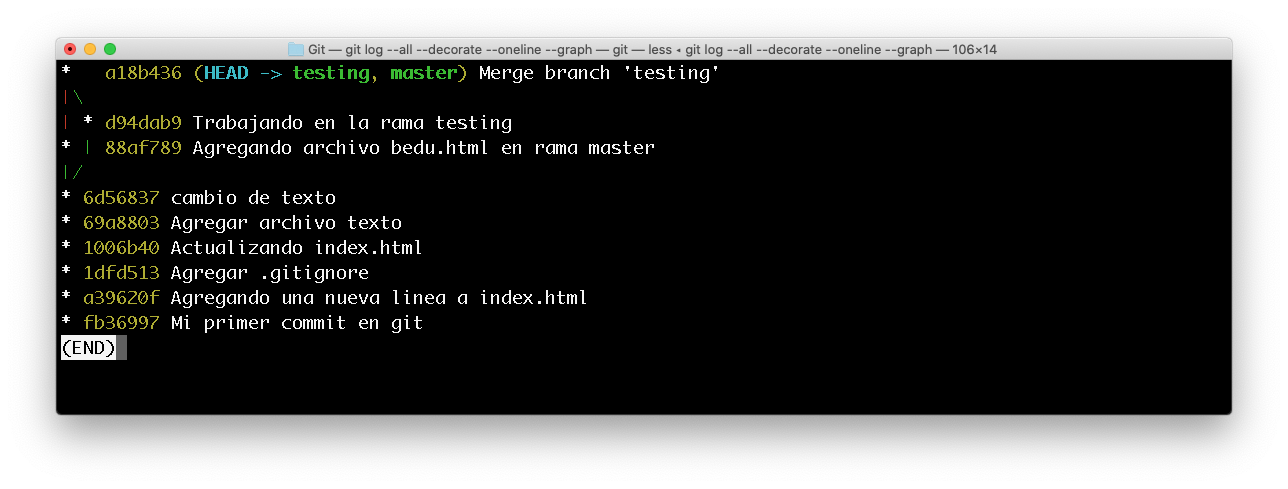 Git — git log --all --decorate --oneline --graph — git — less ◂ git log --all --decorate --oneline --graph — 106×14
*   a18b436 (HEAD -> testing, master) Merge branch 'testing'
|\
| * d94dab9 Trabajando en la rama testing
* | 88af789 Agregando archivo bedu.html en rama master
|/
* 6d56837 cambio de texto
* 69a8803 Agregar archivo texto
* 1006b40 Actualizando index.html
* 1dfd513 Agregar .gitignore
* a39620f Agregando una nueva linea a index.html
* fb36997 Mi primer commit en git
(END)